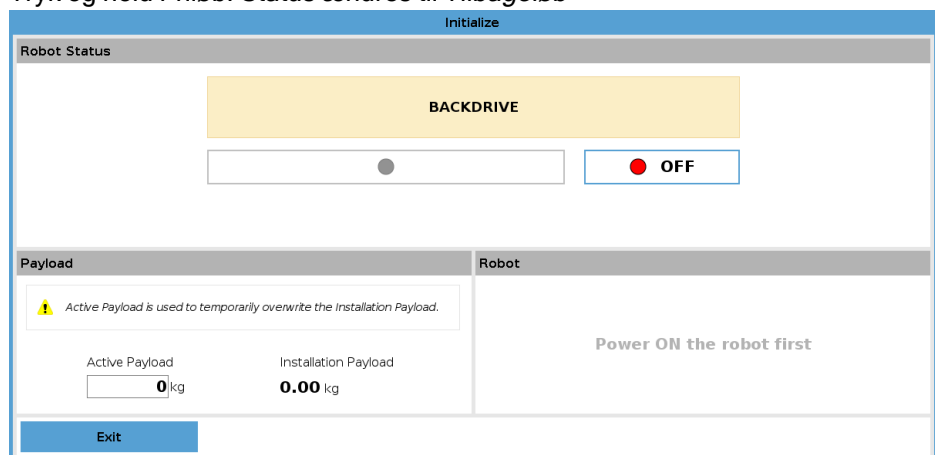 Initialize
Robot Status
BACKDRIVE
OFF
Payload
Robot
Active Payload is used to temporarily overwrite the Installation Payload.
Power ON the robot first
Active Payload
Installation Payload
0 kg
0.00 kg
Exit